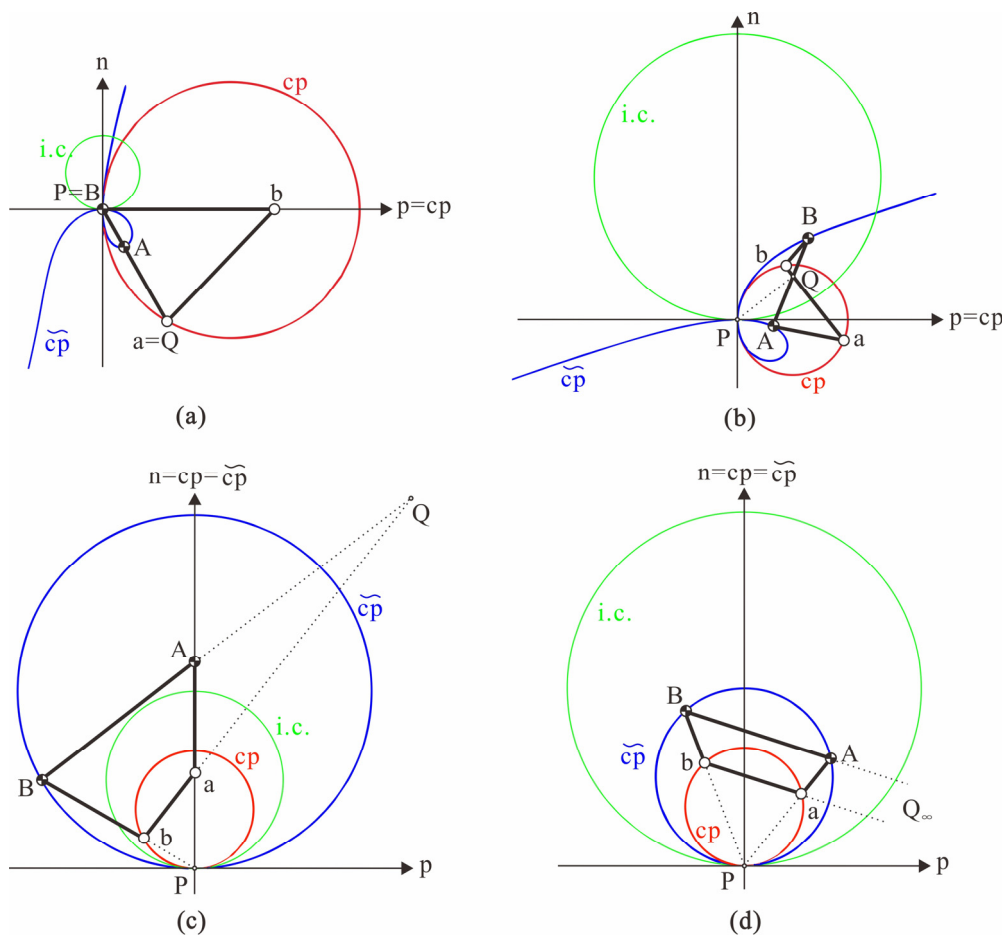 n
cp
i.c.
P=B
b
p=cp
A
a=Q
c͠p
(a)
n
i.c.
B
b
Q
P
A
a
p=cp
c͠p
cp
(b)
n–cp–c͠p
Q
c͠p
A
i.c.
cp
B
a
b
P
p
(c)
n=cp=c͠p
i.c.
B
c͠p
A
b
a
Q∞
cp
P
p
(d)